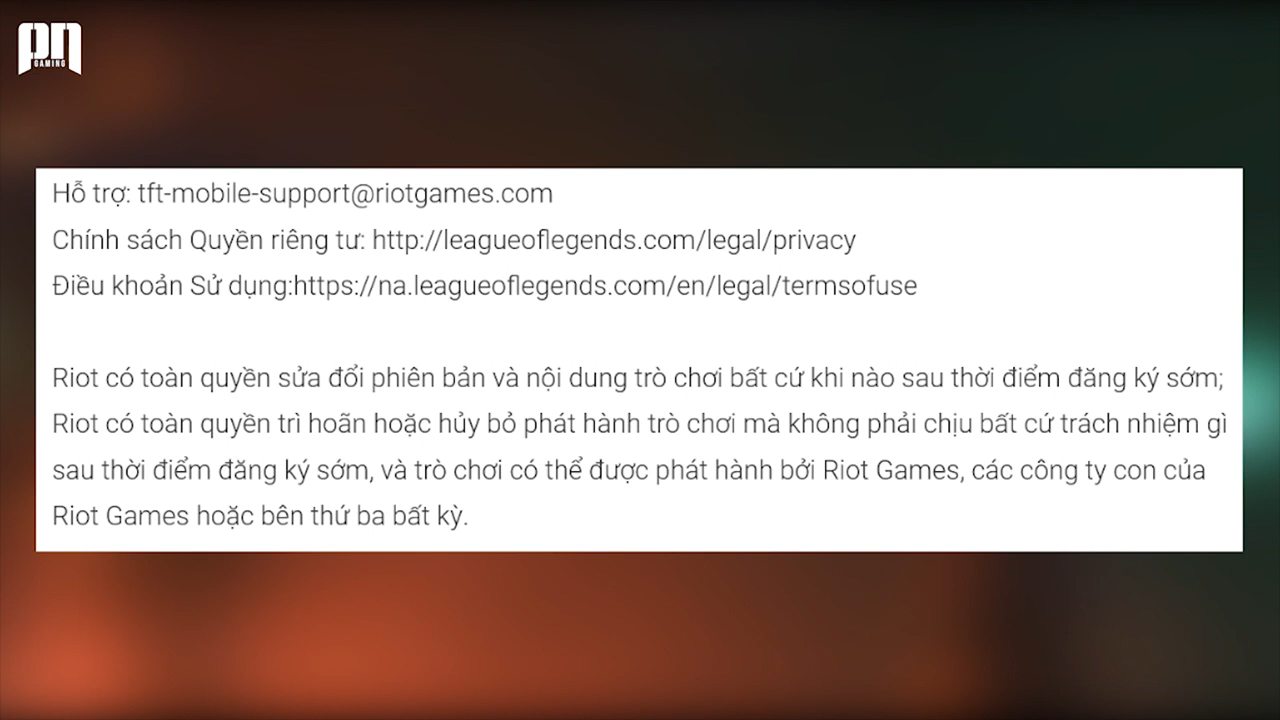 PN
GAMING
Hỗ trợ: tft-mobile-support@riotgames.com
Chính sách Quyền riêng tư: http://leagueoflegends.com/legal/privacy
Điều khoản Sử dụng:https://na.leagueoflegends.com/en/legal/termsofuse
Riot có toàn quyền sửa đổi phiên bản và nội dung trò chơi bất cứ khi nào sau thời điểm đăng ký sớm;
Riot có toàn quyền trì hoãn hoặc hủy bỏ phát hành trò chơi mà không phải chịu bất cứ trách nhiệm gì
sau thời điểm đăng ký sớm, và trò chơi có thể được phát hành bởi Riot Games, các công ty con của
Riot Games hoặc bên thứ ba bất kỳ.